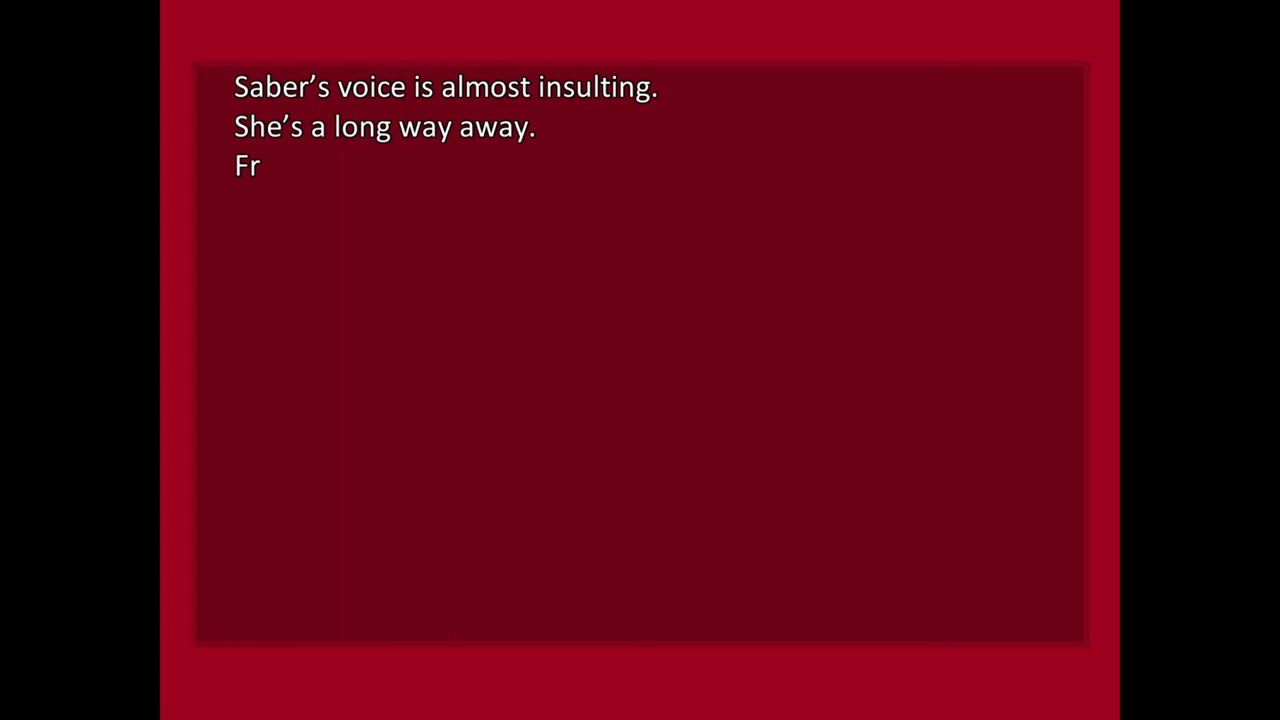 Saber’s voice is almost insulting.
She’s a long way away.
Fr